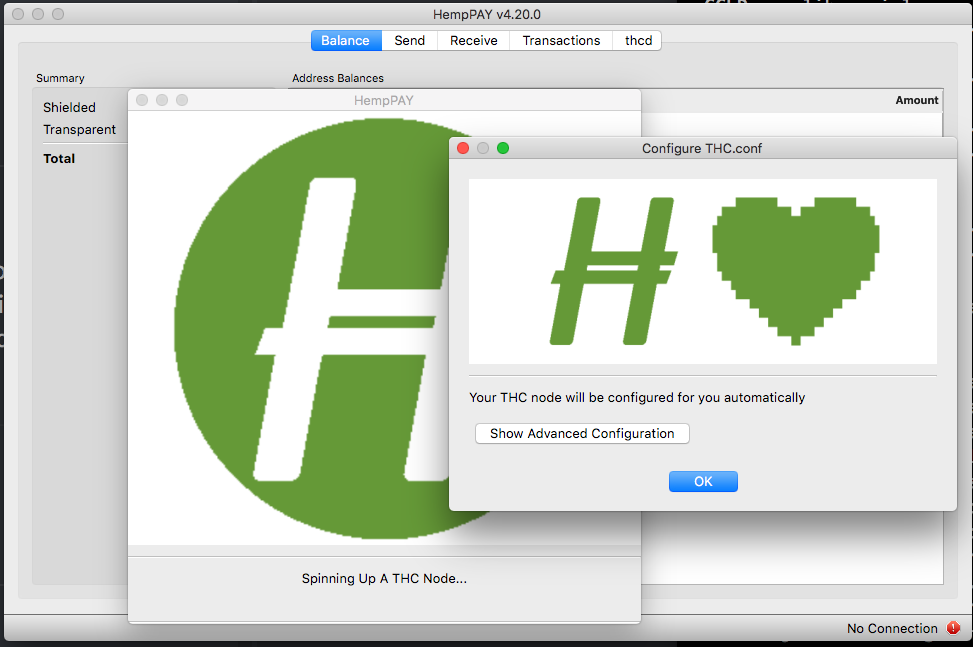 HempPAY v4.20.0
Balance Send Receive Transactions thcd
Summary
Address Balances
Shielded
Transparent
Total
Amount
HempPAY
Spinning Up A THC Node...
Configure THC.conf
Your THC node will be configured for you automatically
Show Advanced Configuration
OK
No Connection